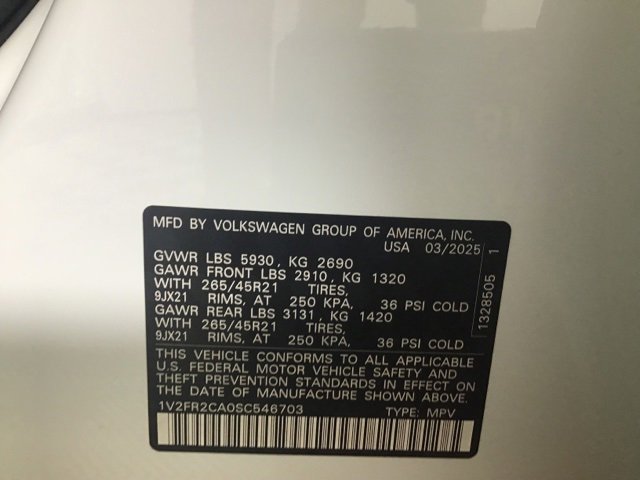 MFD BY VOLKSWAGEN GROUP OF AMERICA, INC.
USA 03/2025
GVWR LBS 5930, KG 2690
GAWR FRONT LBS 2910, KG 1320
WITH 265/45R21 TIRES,
9JX21 RIMS, AT 250 KPA, 36 PSI COLD
GAWR REAR LBS 3131, KG 1420
WITH 265/45R21 TIRES,
9JX21 RIMS, AT 250 KPA, 36 PSI COLD
THIS VEHICLE CONFORMS TO ALL APPLICABLE
U.S. FEDERAL MOTOR VEHICLE SAFETY AND
THEFT PREVENTION STANDARDS IN EFFECT ON
THE DATE OF MANUFACTURE SHOWN ABOVE.
1V2FR2CA0SC546703 TYPE: MPV
1328505 1